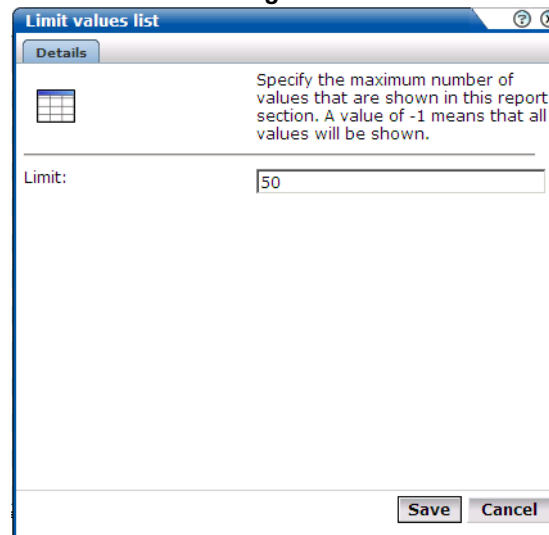 Limit values list
Details
Specify the maximum number of
values that are shown in this report
section. A value of -1 means that all
values will be shown.
Limit:
50
Save Cancel